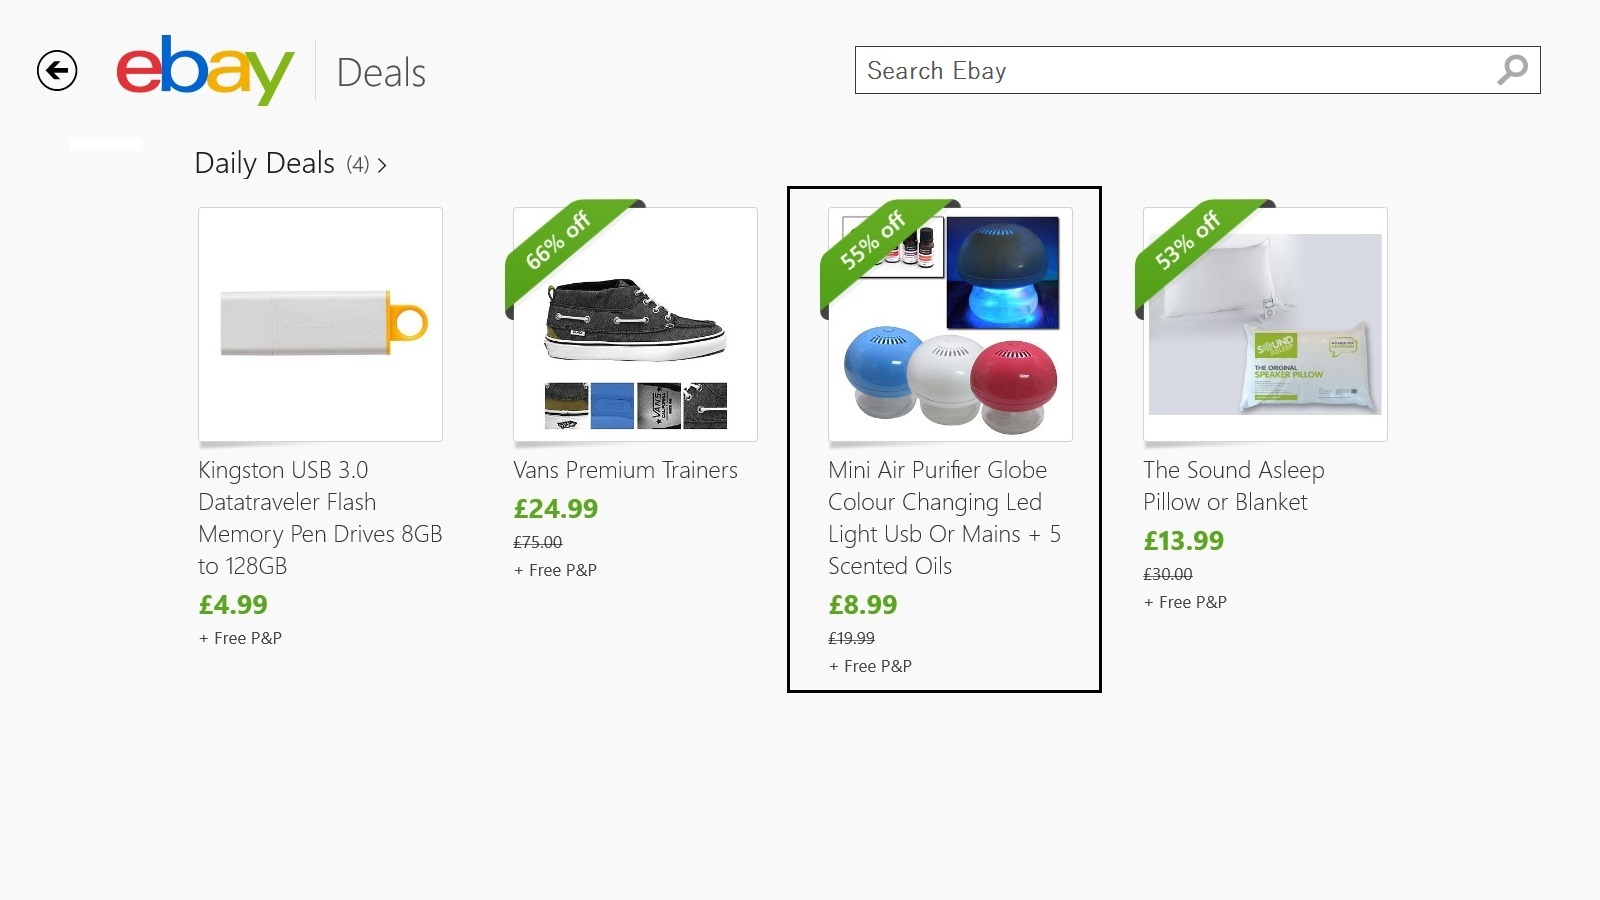 ebay
Deals
Search Ebay
Daily Deals (4) >
Kingston USB 3.0
Datatraveler Flash
Memory Pen Drives 8GB
to 128GB
£4.99
+ Free P&P
66% off
VANS
Vans Premium Trainers
£24.99
£75.00
+ Free P&P
55% off
Mini Air Purifier Globe
Colour Changing Led
Light Usb Or Mains + 5
Scented Oils
£8.99
£19.99
+ Free P&P
53% off
SOUND
ASLEEP
THE ORIGINAL
SPEAKER PILLOW
The Sound Asleep
Pillow or Blanket
£13.99
£30.00
+ Free P&P